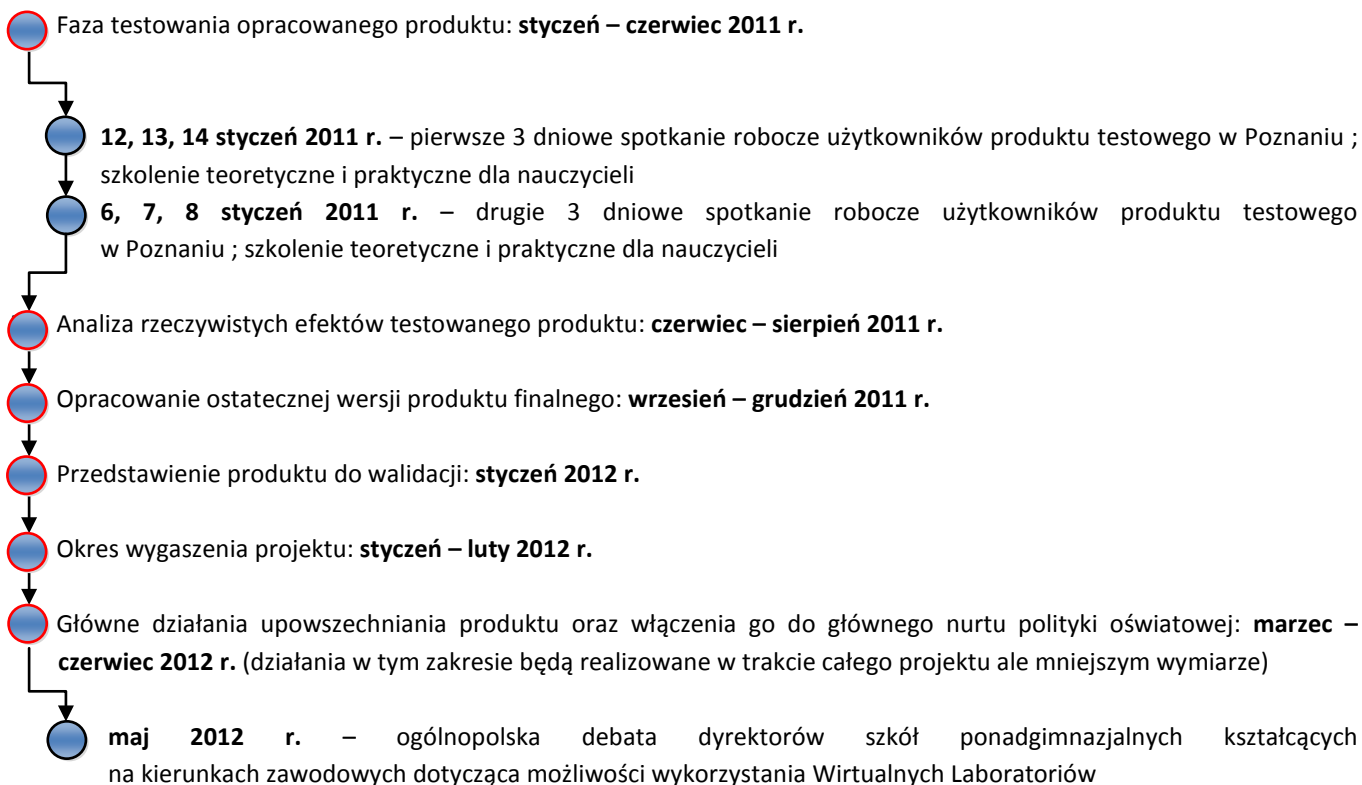 Faza testowania opracowanego produktu: styczeń – czerwiec 2011 r.
12, 13, 14 styczeń 2011 r. – pierwsze 3 dniowe spotkanie robocze użytkowników produktu testowego w Poznaniu ;
szkolenie teoretyczne i praktyczne dla nauczycieli
6, 7, 8 styczeń 2011 r. – drugie 3 dniowe spotkanie robocze użytkowników produktu testowego
w Poznaniu ; szkolenie teoretyczne i praktyczne dla nauczycieli
Analiza rzeczywistych efektów testowanego produktu: czerwiec – sierpień 2011 r.
Opracowanie ostatecznej wersji produktu finalnego: wrzesień – grudzień 2011 r.
Przedstawienie produktu do walidacji: styczeń 2012 r.
Okres wygaszenia projektu: styczeń – luty 2012 r.
Główne działania upowszechniania produktu oraz włączenia go do głównego nurtu polityki oświatowej: marzec –
czerwiec 2012 r. (działania w tym zakresie będą realizowane w trakcie całego projektu ale mniejszym wymiarze)
maj 2012 r. – ogólnopolska debata dyrektorów szkół ponadgimnazjalnych kształcących
na kierunkach zawodowych dotycząca możliwości wykorzystania Wirtualnych Laboratoriów